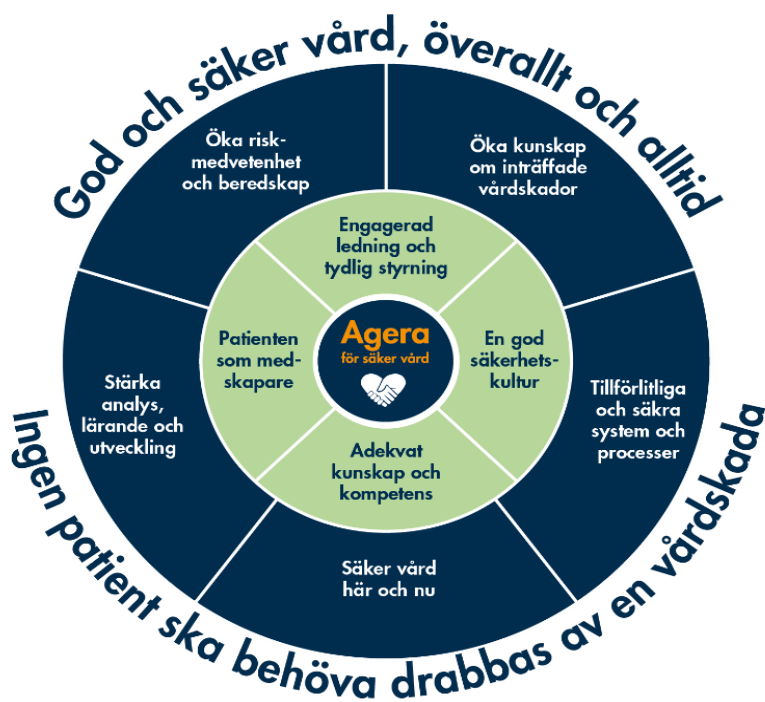 God och säker vård, överallt och alltid
Öka risk-
medvetenhet
och beredskap
Öka kunskap
om inträffade
vårdskador
Engagerad
ledning och
tydlig styrning
Patienten
som med-
skapare
Agera
för säker vård
En god
säkerhets-
kultur
Stärka
analys,
lärande och
utveckling
Tillförlitliga
och säkra
system och
processer
Adekvat
kunskap och
kompetens
Säker vård
här och nu
Ingen patient ska behöva drabbas av en vårdskada